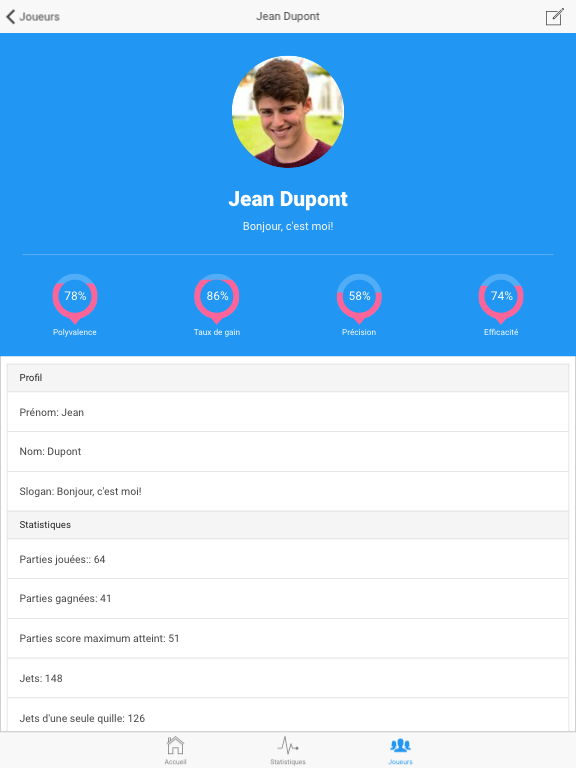 Joueurs
Jean Dupont
Jean Dupont
Bonjour, c'est moi!
78% 86% 58% 74%
Polyvalence Taux de gain Précision Efficacité
Profil
Prénom: Jean
Nom: Dupont
Slogan: Bonjour, c'est moi!
Statistiques
Parties jouées:: 64
Parties gagnées: 41
Parties score maximum atteint: 51
Jets: 148
Jets d'une seule quille: 126
Accueil Statistiques Joueurs